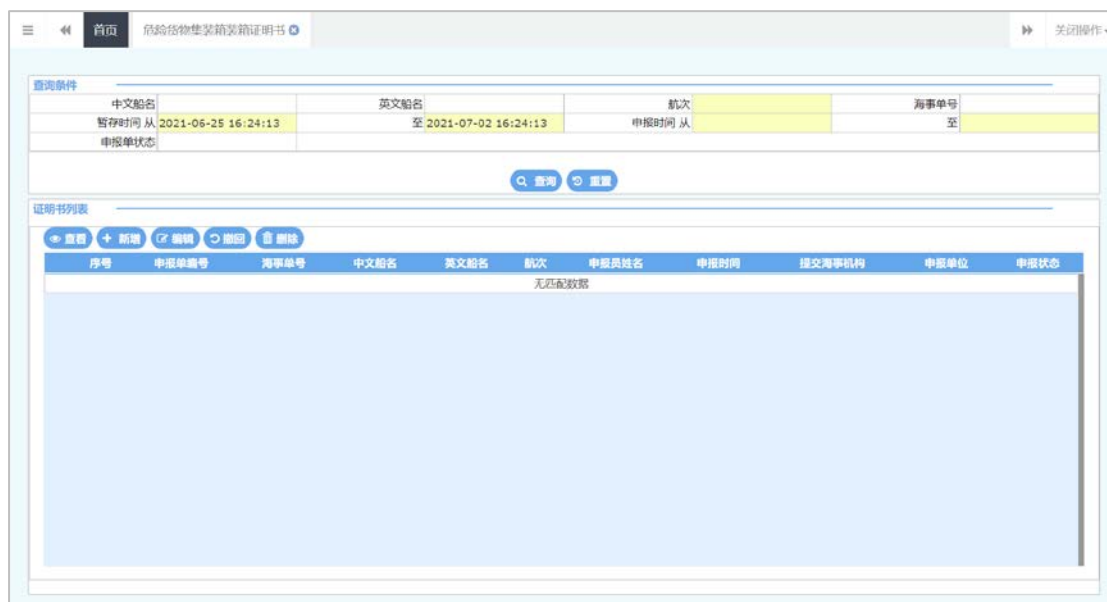 首页 危险货物集装箱装箱证明书 关闭操作
查询条件
中文船名 英文船名 航次 海事单号
暂存时间 从 2021-06-25 16:24:13 至 2021-07-02 16:24:13 申报时间 从 至
申报单状态
查询 重置
证明书列表
查看 新增 编辑 撤回 删除
序号 申报单编号 海事单号 中文船名 英文船名 航次 申报员姓名 申报时间 提交海事机构 申报单位 申报状态
无匹配数据